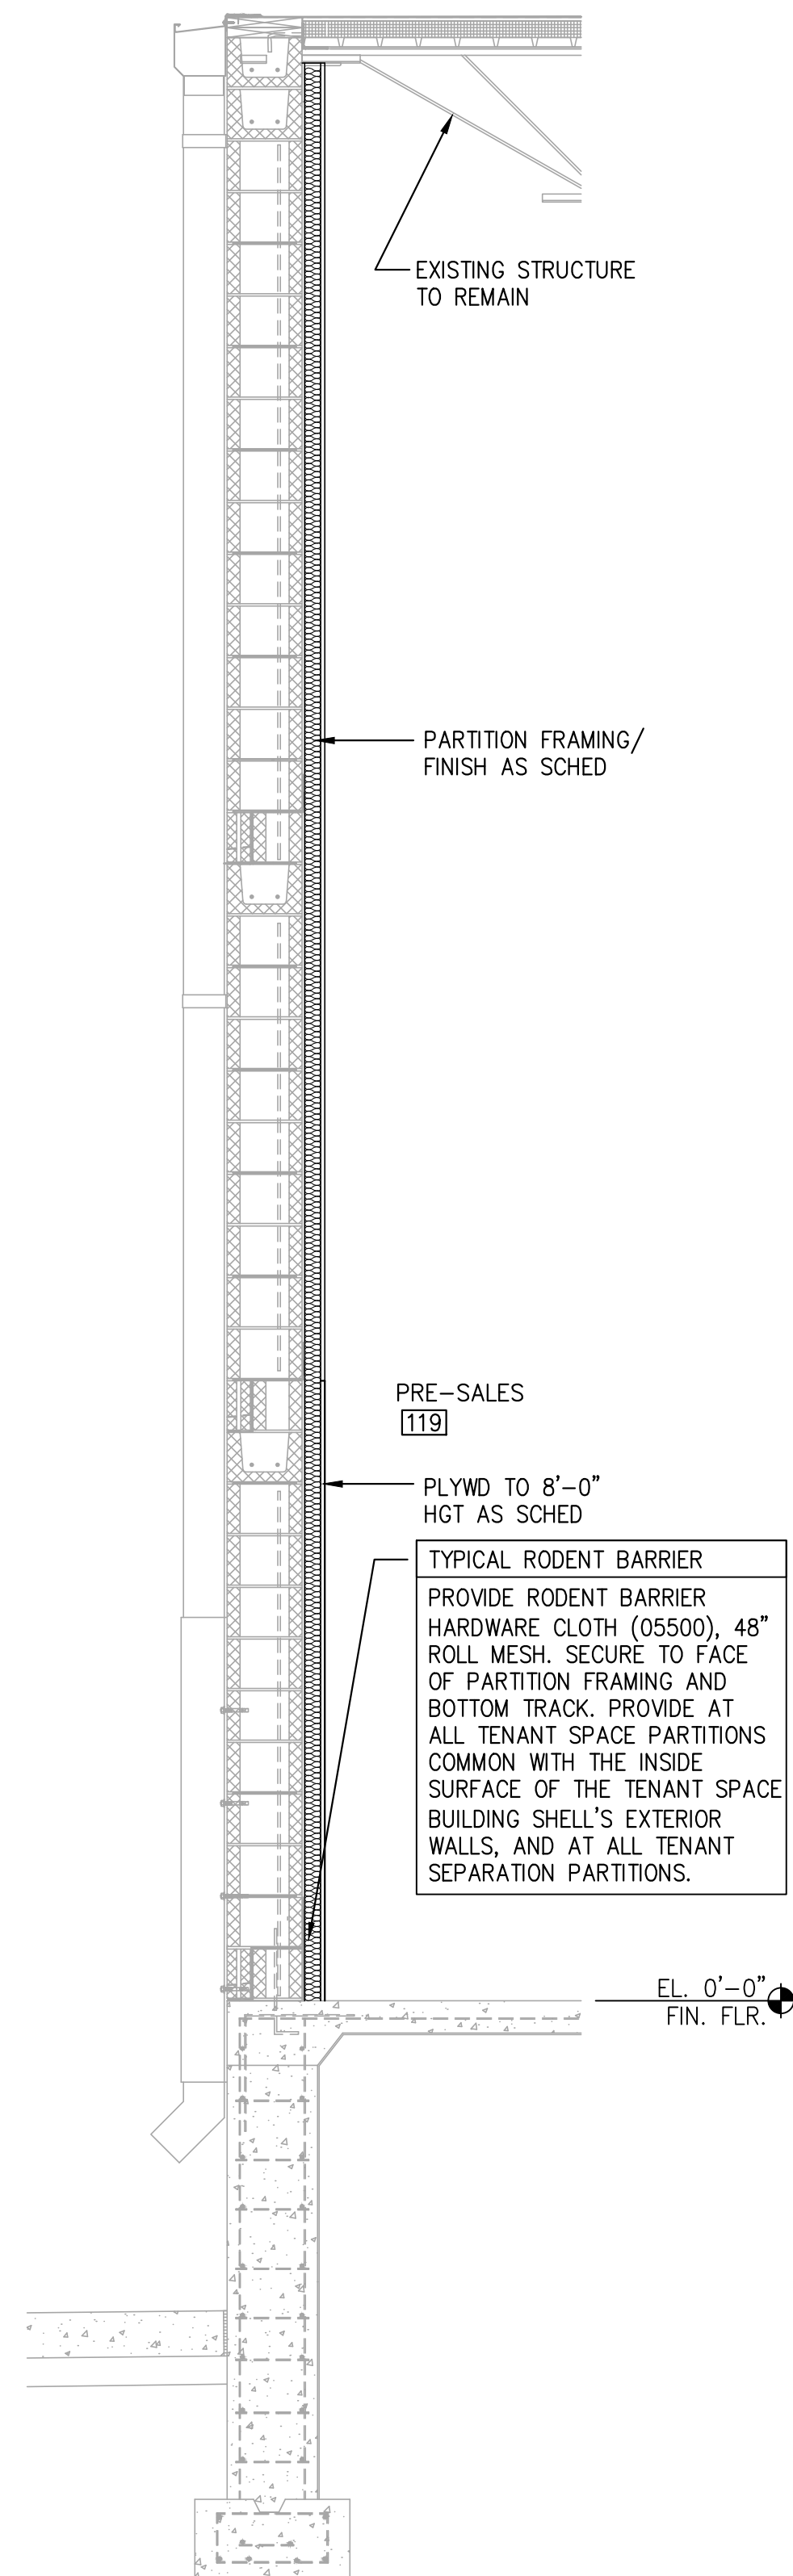 EXISTING STRUCTURE
TO REMAIN
PARTITION FRAMING/
FINISH AS SCHED
PRE-SALES
119
PLYWD TO 8'-0"
HGT AS SCHED
TYPICAL RODENT BARRIER
PROVIDE RODENT BARRIER
HARDWARE CLOTH (05500), 48"
ROLL MESH. SECURE TO FACE
OF PARTITION FRAMING AND
BOTTOM TRACK. PROVIDE AT
ALL TENANT SPACE PARTITIONS
COMMON WITH THE INSIDE
SURFACE OF THE TENANT SPACE
BUILDING SHELL'S EXTERIOR
WALLS, AND AT ALL TENANT
SEPARATION PARTITIONS.
EL. 0'-0"
FIN. FLR.